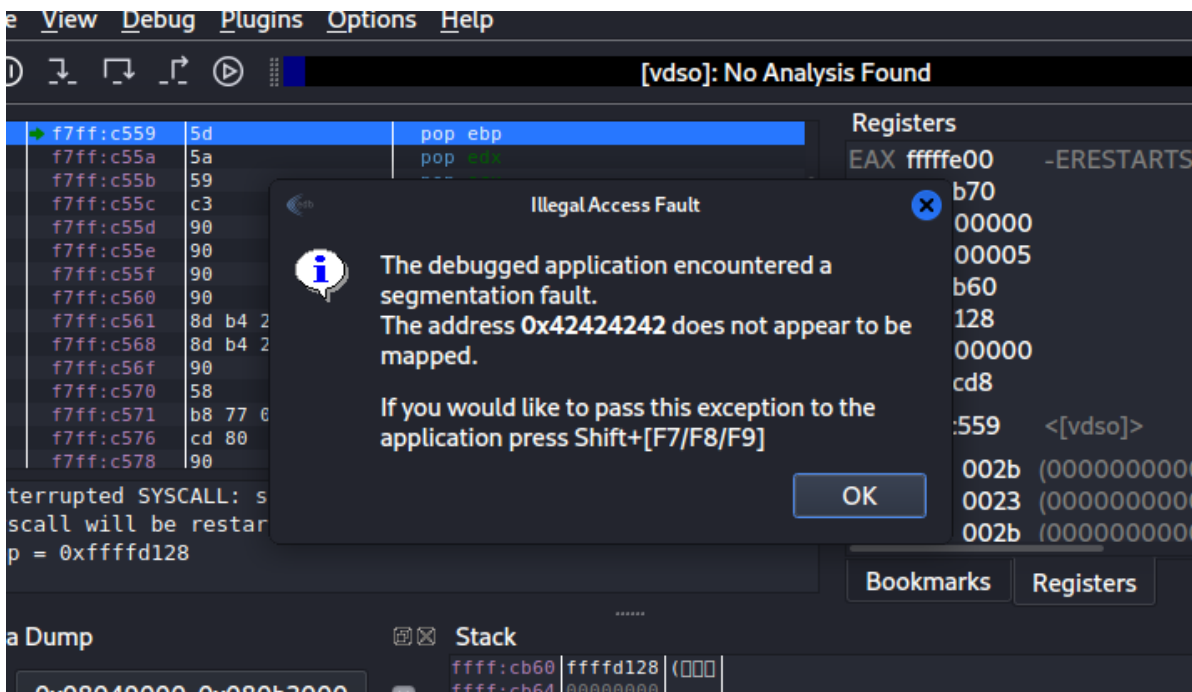 View Debug Plugins Options Help
[vdso]: No Analysis Found
f7ff:c559 5d pop ebp
f7ff:c55a 5a pop edx
f7ff:c55b 59
f7ff:c55c c3
f7ff:c55d 90
f7ff:c55e 90
f7ff:c55f 90
f7ff:c560 90
f7ff:c561 8d b4 2
f7ff:c568 8d b4 2
f7ff:c56f 90
f7ff:c570 58
f7ff:c571 b8 77 0
f7ff:c576 cd 80
f7ff:c578 90
terrupted SYSCALL: s
scall will be restar
p = 0xffffd128
Illegal Access Fault
The debugged application encountered a
segmentation fault.
The address 0x42424242 does not appear to be
mapped.
If you would like to pass this exception to the
application press Shift+[F7/F8/F9]
OK
Registers
EAX fffffe00 -ERESTARTS
b70
00000
00005
b60
128
00000
cd8
:559 <[vdso]>
002b (0000000000
0023 (0000000000
002b (0000000000
Bookmarks Registers
a Dump
Stack
ffff:cb60 ffffd128
ffff:cb64 00000000